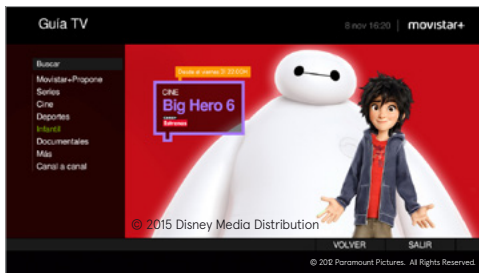 Guía TV
8 nov 16:20
movistar+
Buscar
Movistar+Propone
Series
Cine
Deportes
Infantil
Documentales
Más
Canal a canal
CINE
Big Hero 6
Estrenos
© 2015 Disney Media Distribution
VOLVER
SALIR
© 2012 Paramount Pictures. All Rights Reserved.